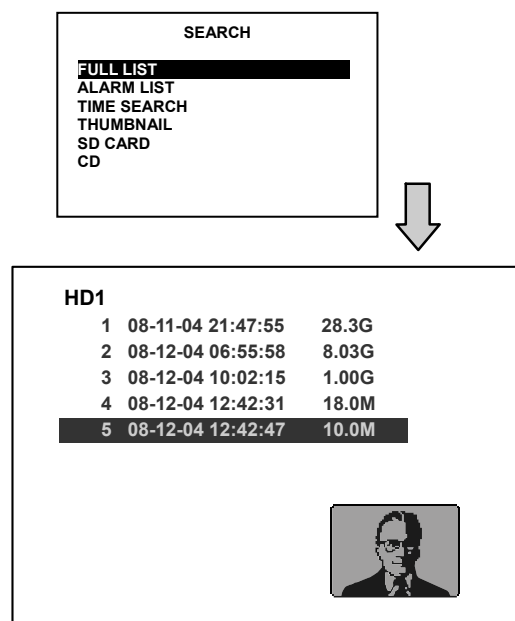 SEARCH
FULL LIST
ALARM LIST
TIME SEARCH
THUMBNAIL
SD CARD
CD
HD1
1 08-11-04 21:47:55 28.3G
2 08-12-04 06:55:58 8.03G
3 08-12-04 10:02:15 1.00G
4 08-12-04 12:42:31 18.0M
5 08-12-04 12:42:47 10.0M